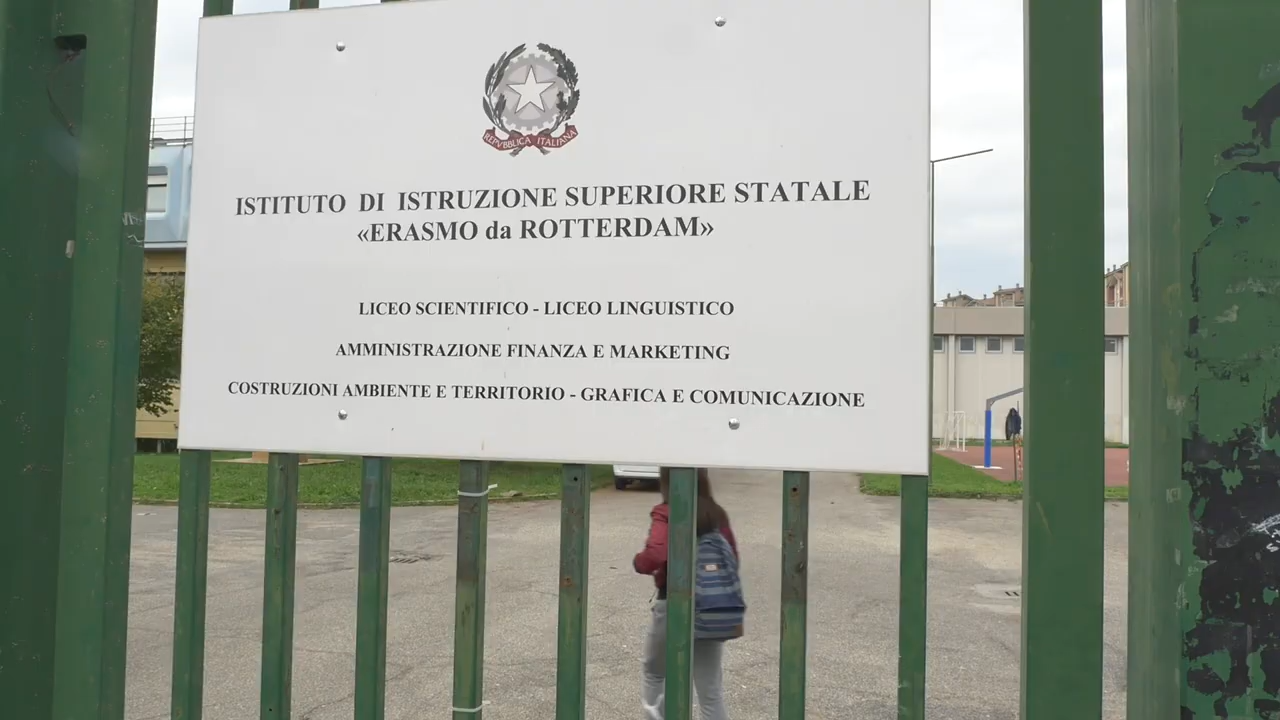 REPVBBLICA ITALIANA
ISTITUTO DI ISTRUZIONE SUPERIORE STATALE
«ERASMO da ROTTERDAM»
LICEO SCIENTIFICO - LICEO LINGUISTICO
AMMINISTRAZIONE FINANZA E MARKETING
COSTRUZIONI AMBIENTE E TERRITORIO - GRAFICA E COMUNICAZIONE